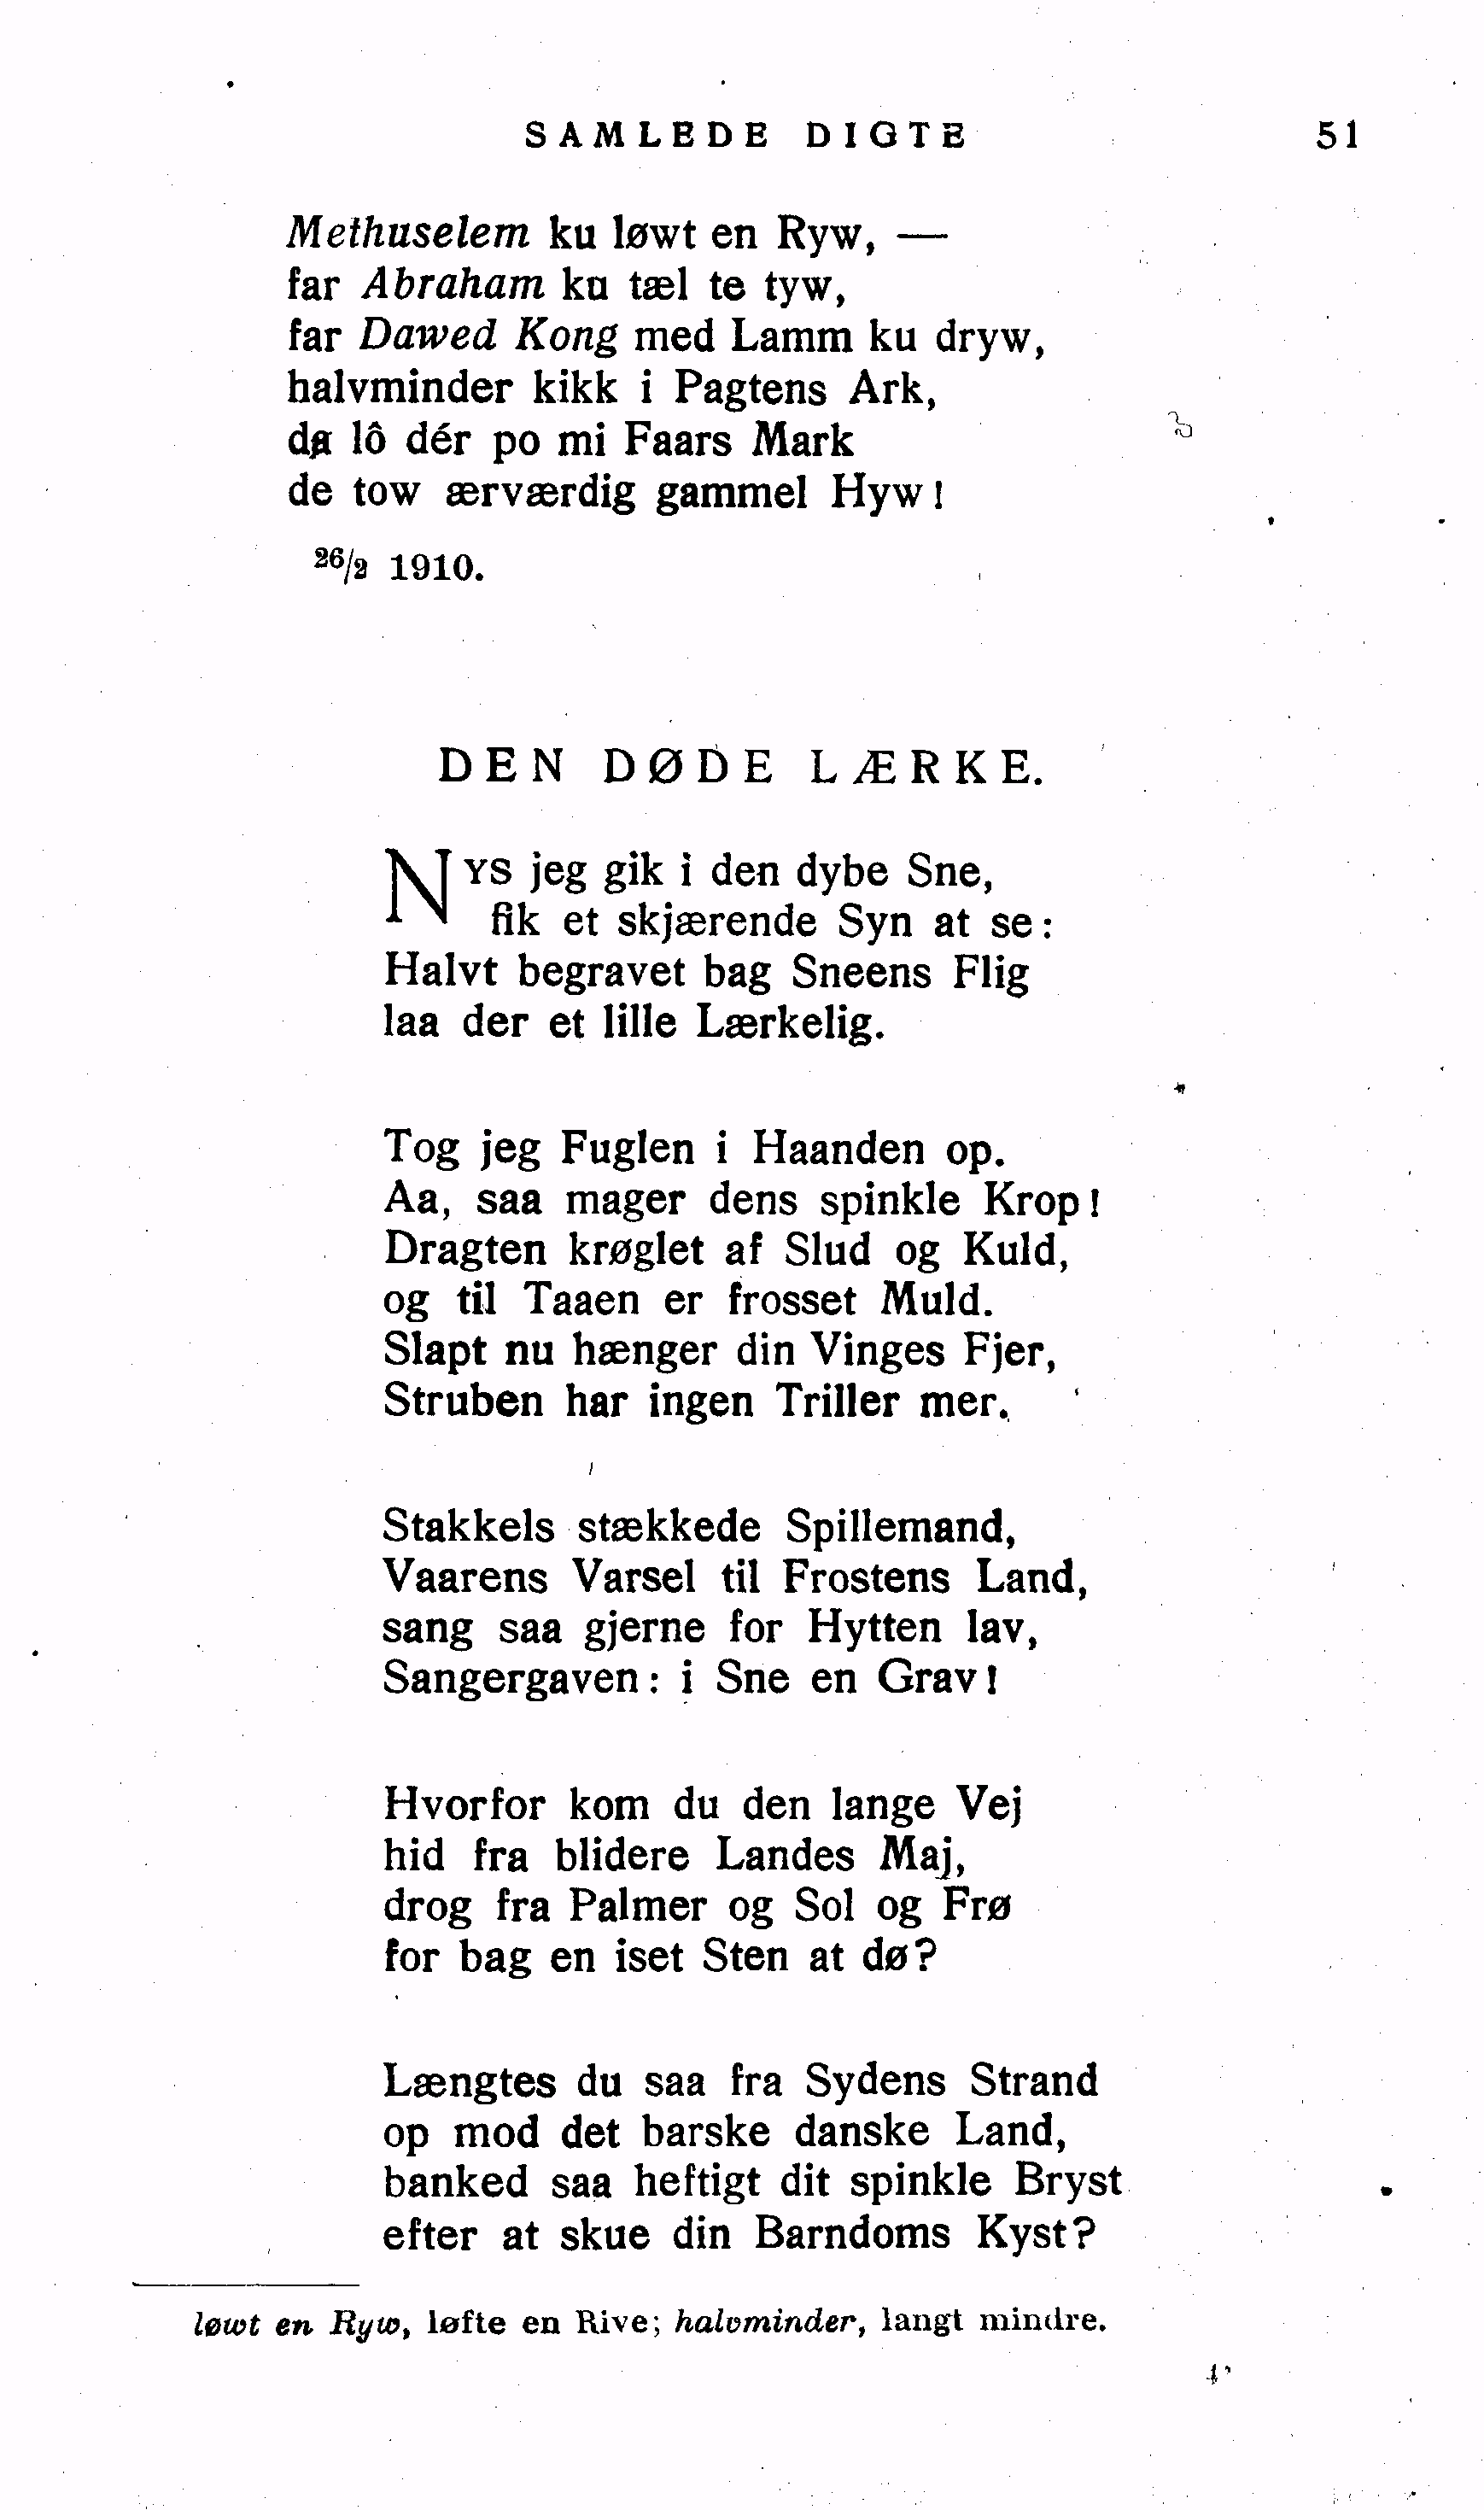 SAMLEDE DIGTE 51
Methuselem ku løwt en Ryw, —
far Abraham ku tæl te tyw,
far Dawed Kong med Lamm ku dryw,
halvminder kikk i Pagtens Ark,
da lô dér po mi Faars Mark
de tow ærværdig gammel Hyw!
26/2 1910.
DEN DØDE LÆRKE.
NYS jeg gik i den dybe Sne,
fik et skjærende Syn at se:
Halvt begravet bag Sneens Flig
laa der et lille Lærkelig.
Tog jeg Fuglen i Haanden op.
Aa, saa mager dens spinkle Krop!
Dragten krøglet af Slud og Kuld,
og til Taaen er frosset Muld.
Slapt nu hænger din Vinges Fjer,
Struben har ingen Triller mer.
Stakkels stækkede Spillemand,
Vaarens Varsel til Frostens Land,
sang saa gjerne for Hytten lav,
Sangergaven: i Sne en Grav!
Hvorfor kom du den lange Vej
hid fra blidere Landes Maj,
drog fra Palmer og Sol og Frø
for bag en iset Sten at dø?
Længtes du saa fra Sydens Strand
op mod det barske danske Land,
banked saa heftigt dit spinkle Bryst
efter at skue din Barndoms Kyst?
løwt en Ryw, løfte en Rive; halvminder, langt mindre.